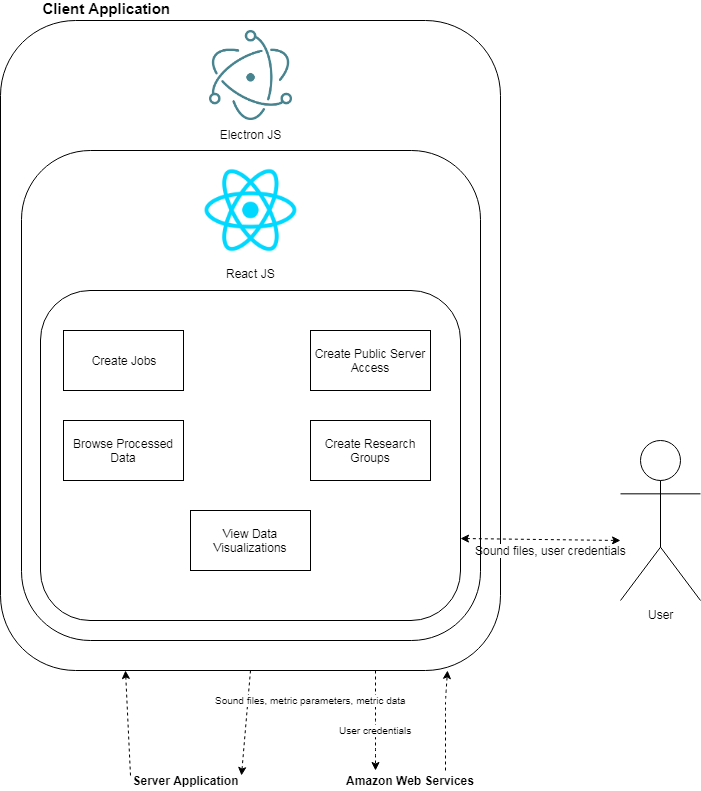 Client Application
Electron JS
React JS
Create Jobs
Create Public Server
Access
Browse Processed
Data
Create Research
Groups
View Data
Visualizations
Sound files, user credentials
User
Sound files, metric parameters, metric data
User credentials
Server Application
Amazon Web Services